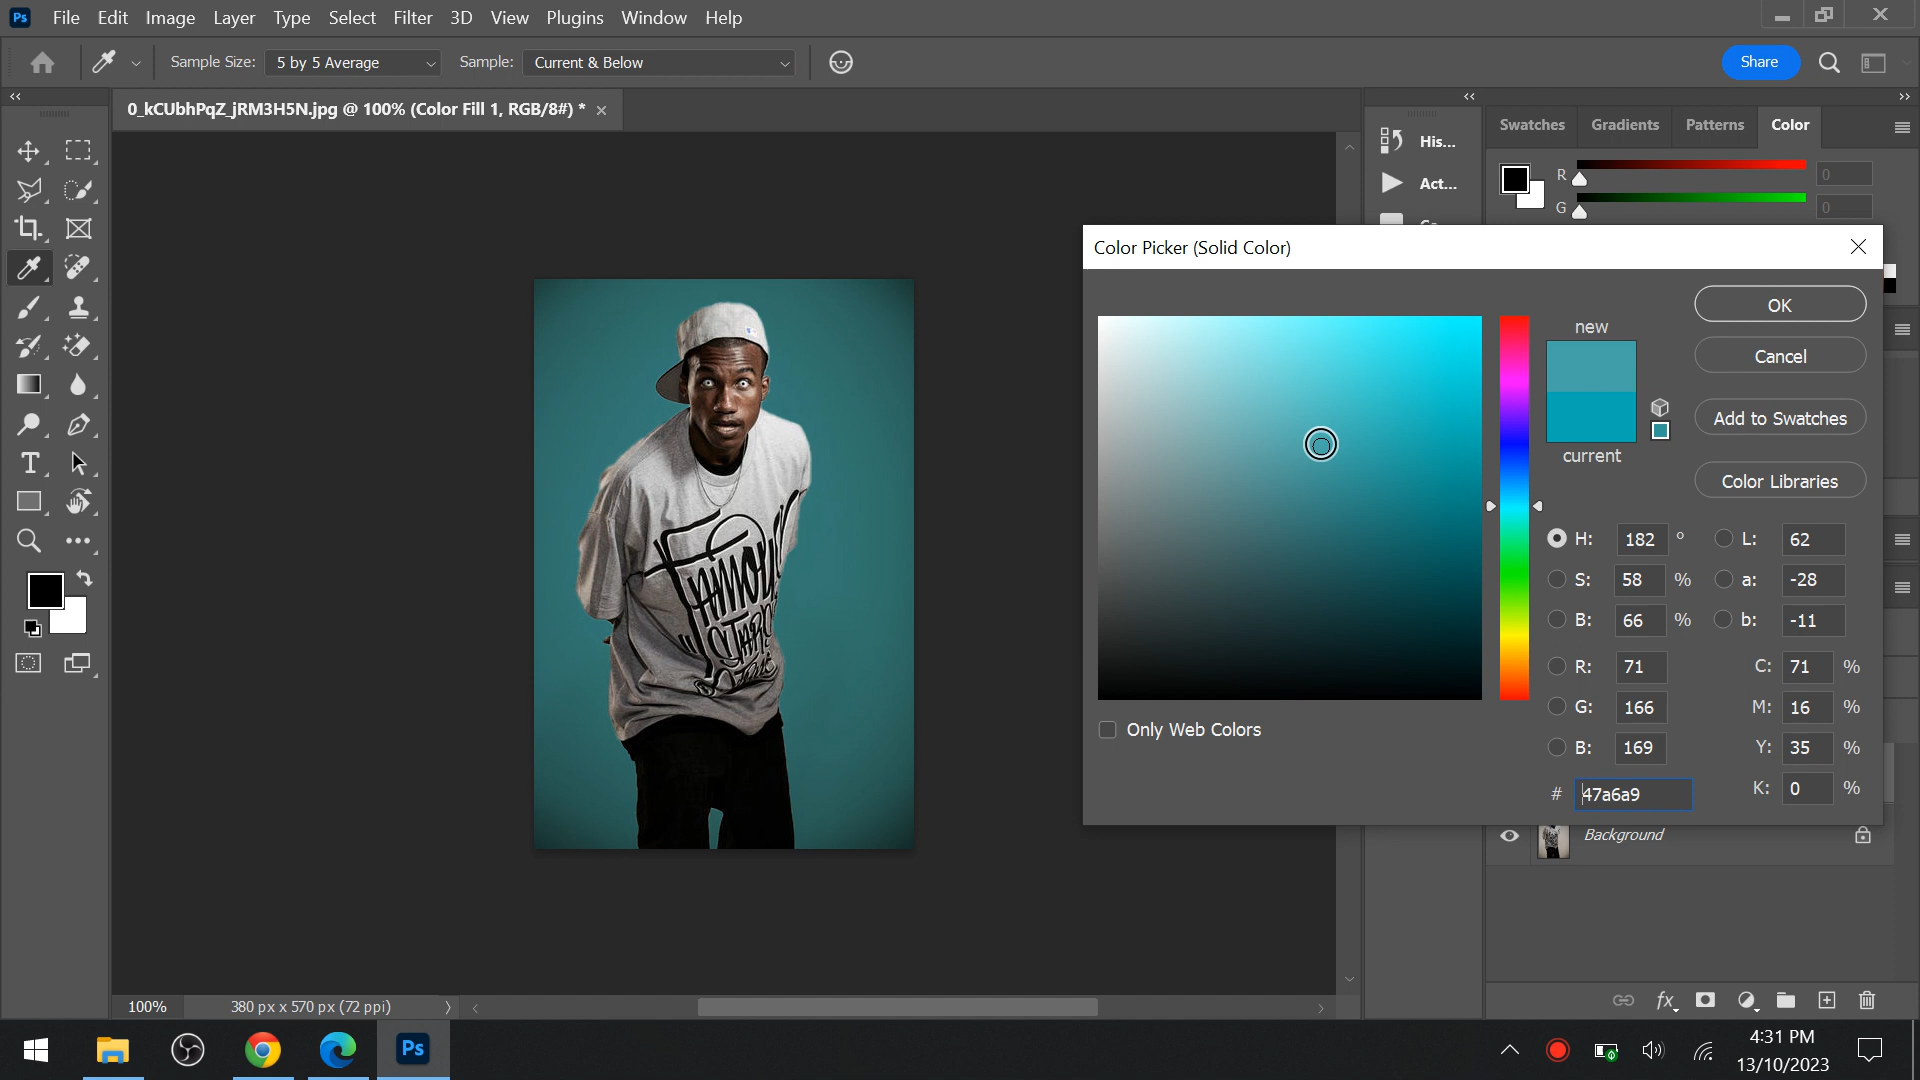 Ps File Edit Image Layer Type Select Filter 3D View Plugins Window Help
Sample Size: 5 by 5 Average Sample: Current & Below Share
0_kCUbhPqZ_jRM3H5N.jpg @ 100% (Color Fill 1, RGB/8#) *
His...
Act...
Swatches Gradients Patterns Color
R 0
G 0
Color Picker (Solid Color)
new
current
OK
Cancel
Add to Swatches
Color Libraries
H: 182 ° L: 62
S: 58 % a: -28
B: 66 % b: -11
R: 71 C: 71 %
G: 166 M: 16 %
B: 169 Y: 35 %
# 47a6a9 K: 0 %
Only Web Colors
Background
FAMOUS
STARS
100% 380 px x 570 px (72 ppi)
fx
Ps
4:31 PM
13/10/2023